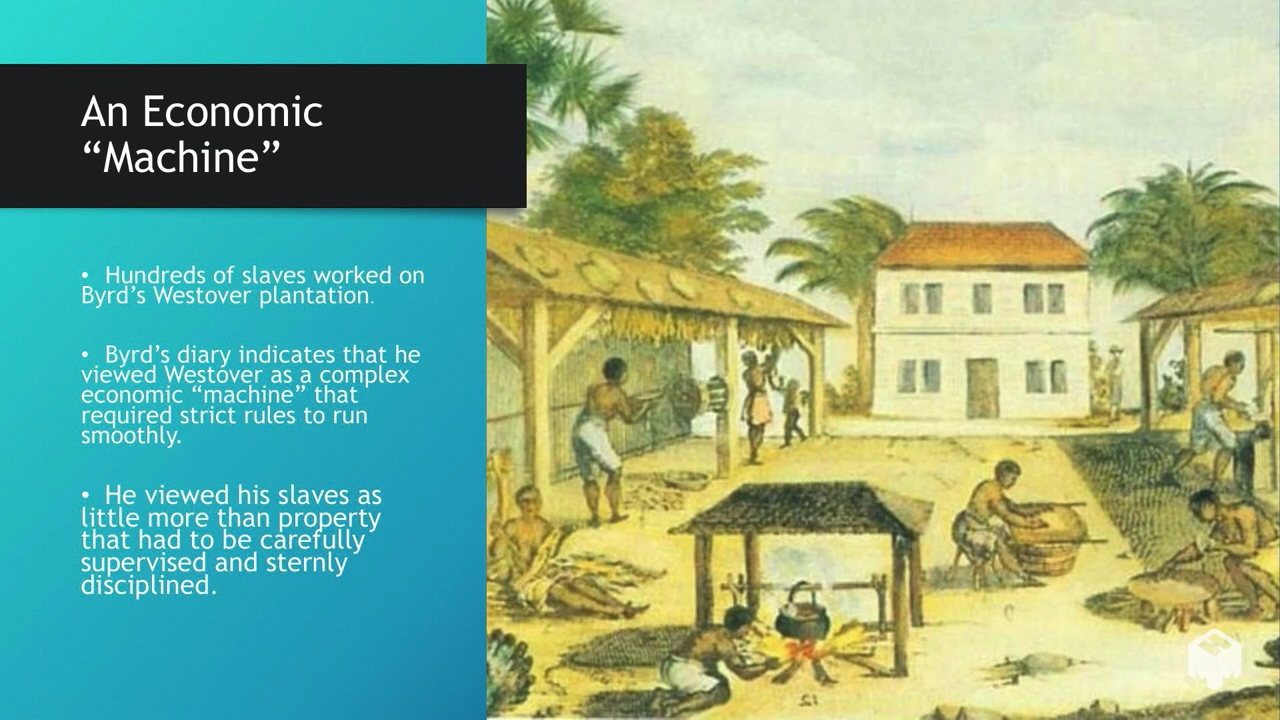 An Economic
“Machine”
• Hundreds of slaves worked on
Byrd’s Westover plantation.
• Byrd’s diary indicates that he
viewed Westover as a complex
economic “machine” that
required strict rules to run
smoothly.
• He viewed his slaves as
little more than property
that had to be carefully
supervised and sternly
disciplined.